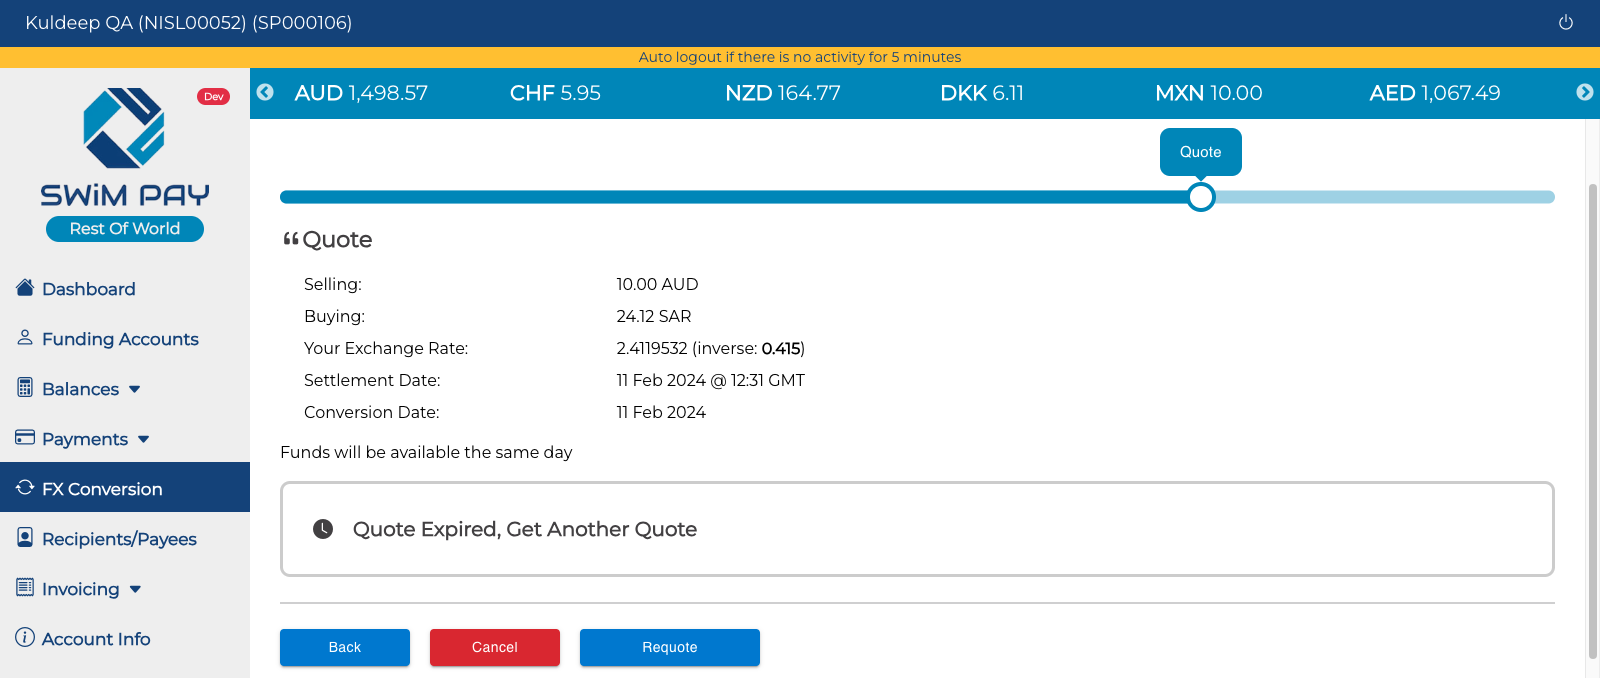 Kuldeep QA (NISL00052) (SP000106)
Auto logout if there is no activity for 5 minutes
Dev
SWiM PAY
Rest Of World
AUD 1,498.57 CHF 5.95 NZD 164.77 DKK 6.11 MXN 10.00 AED 1,067.49
Dashboard
Funding Accounts
Balances
Payments
FX Conversion
Recipients/Payees
Invoicing
Account Info
Quote
Quote
Selling: 10.00 AUD
Buying: 24.12 SAR
Your Exchange Rate: 2.4119532 (inverse: 0.415)
Settlement Date: 11 Feb 2024 @ 12:31 GMT
Conversion Date: 11 Feb 2024
Funds will be available the same day
Quote Expired, Get Another Quote
Back Cancel Requote